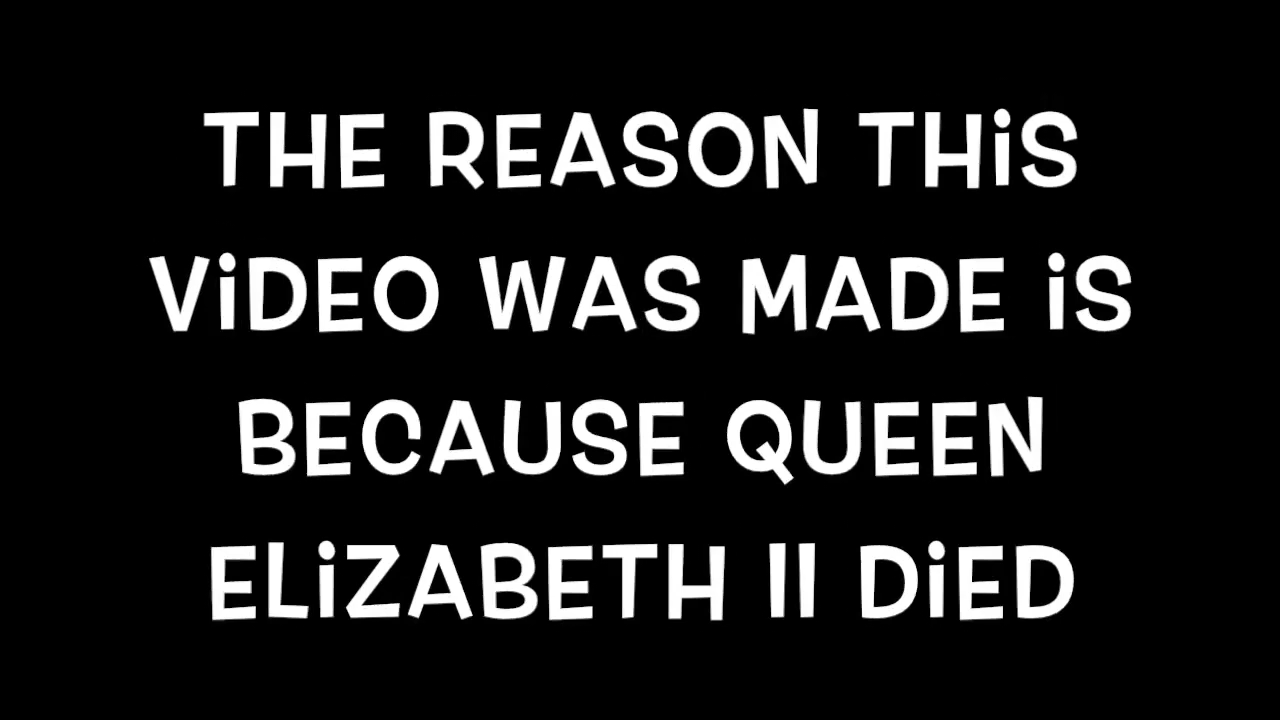 THE REASON THiS
ViDEO WAS MADE iS
BECAUSE QUEEN
ELiZABETH II DiED